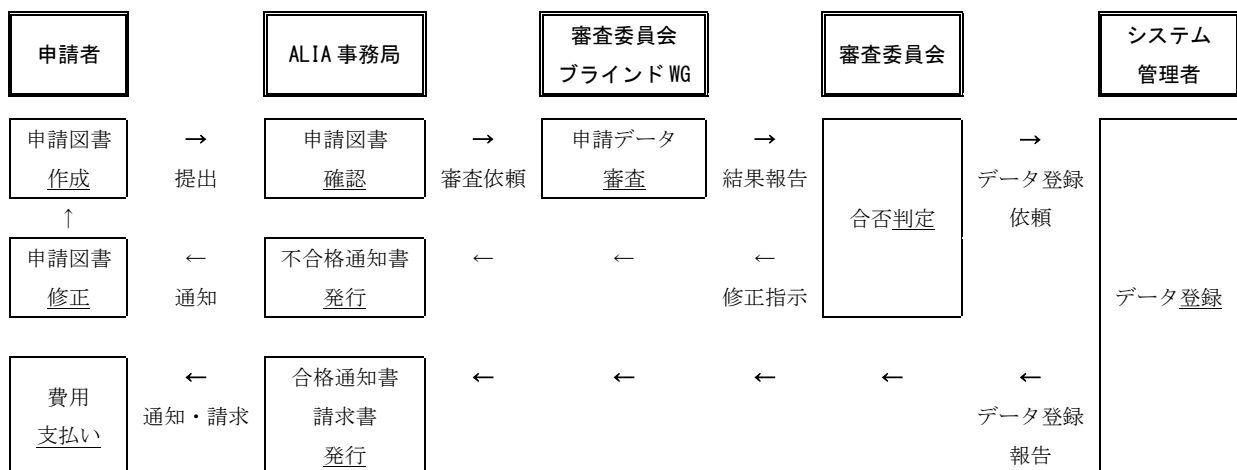 申請者
ALIA 事務局
審査委員会
ブラインド WG
審査委員会
システム
管理者
申請図書
作成
→
提出
申請図書
確認
→
審査依頼
申請データ
審査
→
結果報告
合否判定
→
データ登録
依頼
↑
申請図書
修正
←
通知
不合格通知書
発行
←
←
←
修正指示
データ登録
費用
支払い
←
通知・請求
合格通知書
請求書
発行
←
←
←
←
←
データ登録
報告